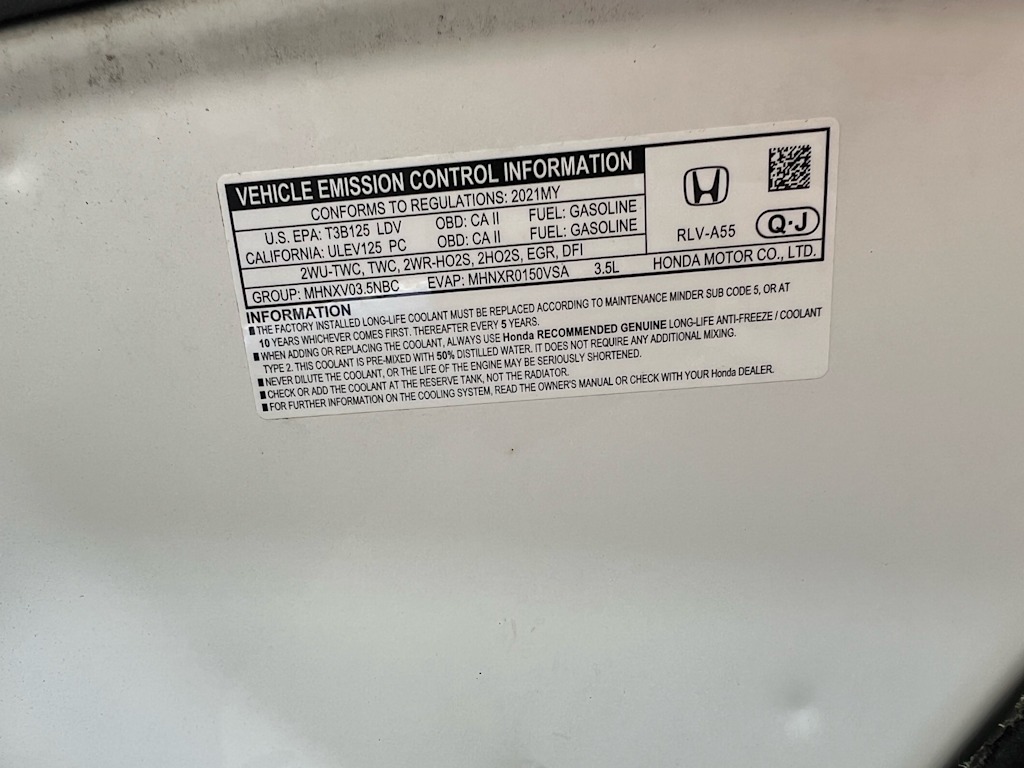 VEHICLE EMISSION CONTROL INFORMATION
CONFORMS TO REGULATIONS: 2021MY
U.S. EPA: T3B125 LDV OBD: CA II FUEL: GASOLINE
CALIFORNIA: ULEV125 PC OBD: CA II FUEL: GASOLINE
2WU-TWC, TWC, 2WR-HO2S, 2HO2S, EGR, DFI
GROUP: MHNXV03.5NBC EVAP: MHNXR0150VSA 3.5L
RLV-A55
Q·J
HONDA MOTOR CO., LTD.
INFORMATION
■ THE FACTORY INSTALLED LONG-LIFE COOLANT MUST BE REPLACED ACCORDING TO MAINTENANCE MINDER SUB CODE 5, OR AT
10 YEARS WHICHEVER COMES FIRST. THEREAFTER EVERY 5 YEARS.
■ WHEN ADDING OR REPLACING THE COOLANT, ALWAYS USE Honda RECOMMENDED GENUINE LONG-LIFE ANTI-FREEZE / COOLANT
TYPE 2. THIS COOLANT IS PRE-MIXED WITH 50% DISTILLED WATER. IT DOES NOT REQUIRE ANY ADDITIONAL MIXING.
■ NEVER DILUTE THE COOLANT, OR THE LIFE OF THE ENGINE MAY BE SERIOUSLY SHORTENED.
■ CHECK OR ADD THE COOLANT AT THE RESERVE TANK, NOT THE RADIATOR.
■ FOR FURTHER INFORMATION ON THE COOLING SYSTEM, READ THE OWNER'S MANUAL OR CHECK WITH YOUR Honda DEALER.